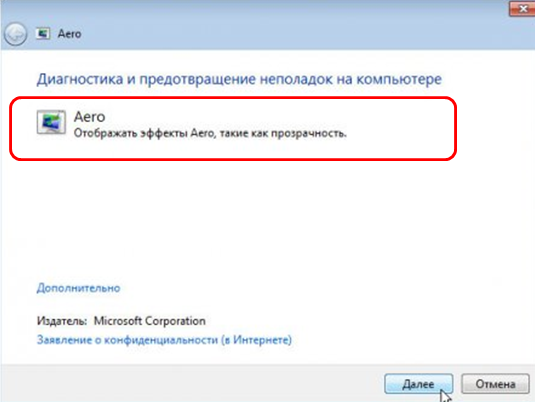 Aero
Диагностика и предотвращение неполадок на компьютере
Aero
Отображать эффекты Aero, такие как прозрачность.
Дополнительно
Издатель: Microsoft Corporation
Заявление о конфиденциальности (в Интернете)
Далее
Отмена